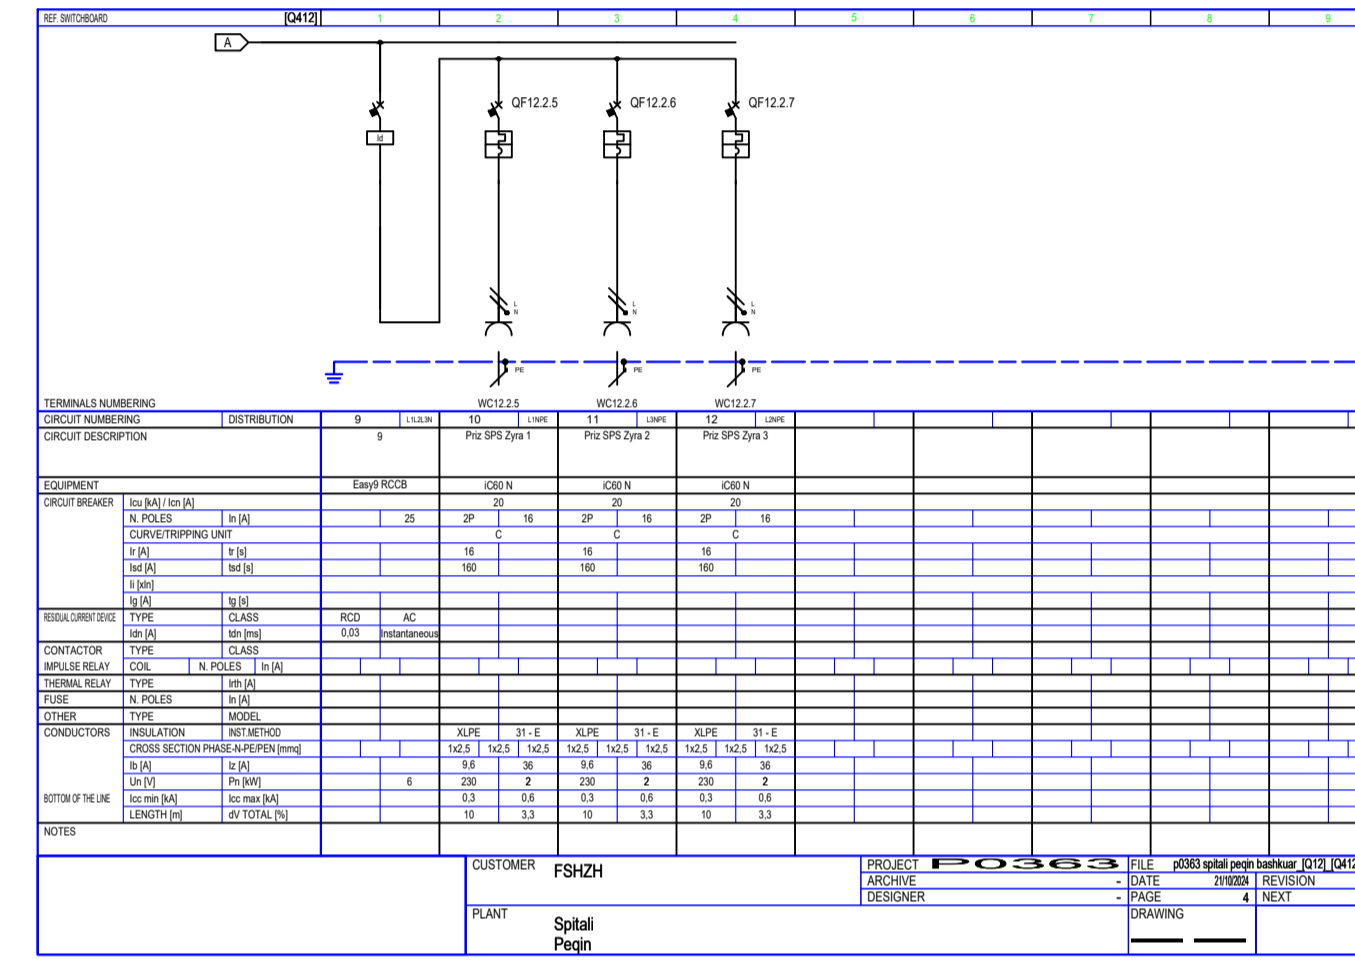 REF. SWITCHBOARD [Q412] 1 2 3 4 5 6 7 8 9
A
QF12.2.5 QF12.2.6 QF12.2.7
Id
L L L
N N N
PE PE PE
TERMINALS NUMBERING WC12.2.5 WC12.2.6 WC12.2.7
CIRCUIT NUMBERING DISTRIBUTION 9 L1L2L3N 10 L1NPE 11 L3NPE 12 L2NPE
CIRCUIT DESCRIPTION 9 Priz SPS Zyra 1 Priz SPS Zyra 2 Priz SPS Zyra 3
EQUIPMENT Easy9 RCCB iC60 N iC60 N iC60 N
CIRCUIT BREAKER Icu [kA] / Icn [A] 20 20 20
N. POLES In [A] 25 2P 16 2P 16 2P 16
CURVE/TRIPPING UNIT C C C
Ir [A] tr [s] 16 16 16
Isd [A] tsd [s] 160 160 160
Ii [xIn]
Ig [A] tg [s]
RESIDUAL CURRENT DEVICE TYPE CLASS RCD AC
Idn [A] tdn [ms] 0,03 Instantaneous
CONTACTOR TYPE CLASS
IMPULSE RELAY COIL N. POLES In [A]
THERMAL RELAY TYPE Irth [A]
FUSE N. POLES In [A]
OTHER TYPE MODEL
CONDUCTORS INSULATION INST.METHOD XLPE 31 - E XLPE 31 - E XLPE 31 - E
CROSS SECTION PHASE-N-PE/PEN [mmq] 1x2,5 1x2,5 1x2,5 1x2,5 1x2,5 1x2,5 1x2,5 1x2,5 1x2,5
Ib [A] Iz [A] 9,6 36 9,6 36 9,6 36
Un [V] Pn [kW] 6 230 2 230 2 230 2
BOTTOM OF THE LINE Icc min [kA] Icc max [kA] 0,3 0,6 0,3 0,6 0,3 0,6
LENGTH [m] dV TOTAL [%] 10 3,3 10 3,3 10 3,3
NOTES
CUSTOMER FSHZH
PROJECT P0363 FILE p0363 spitali peqin bashkuar_[Q12]_[Q412
ARCHIVE - DATE 21/10/2024 REVISION
DESIGNER - PAGE 4 NEXT
PLANT Spitali
Peqin
DRAWING